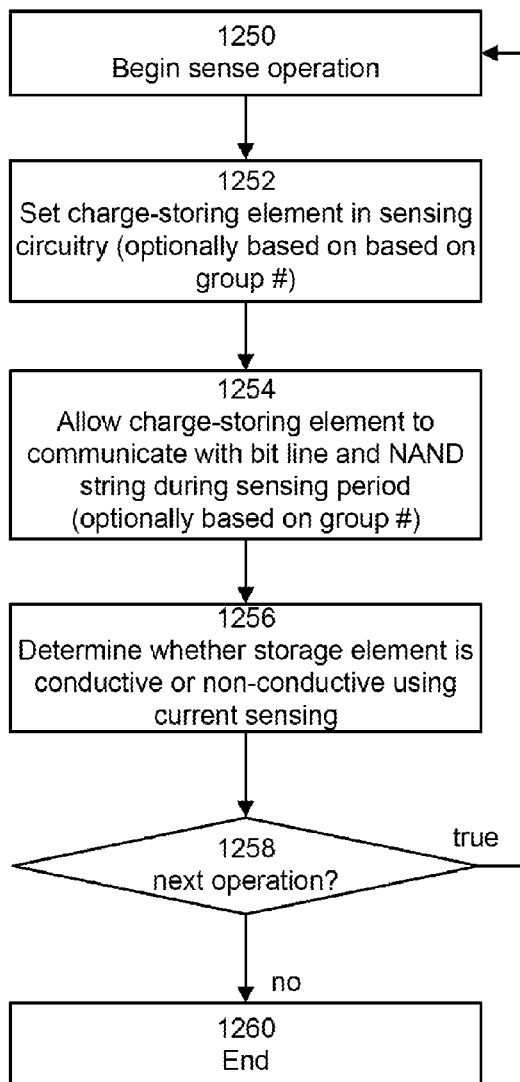 1250
Begin sense operation
1252
Set charge-storing element in sensing
circuitry (optionally based on based on
group #)
1254
Allow charge-storing element to
communicate with bit line and NAND
string during sensing period
(optionally based on group #)
1256
Determine whether storage element is
conductive or non-conductive using
current sensing
1258
next operation?
true
no
1260
End